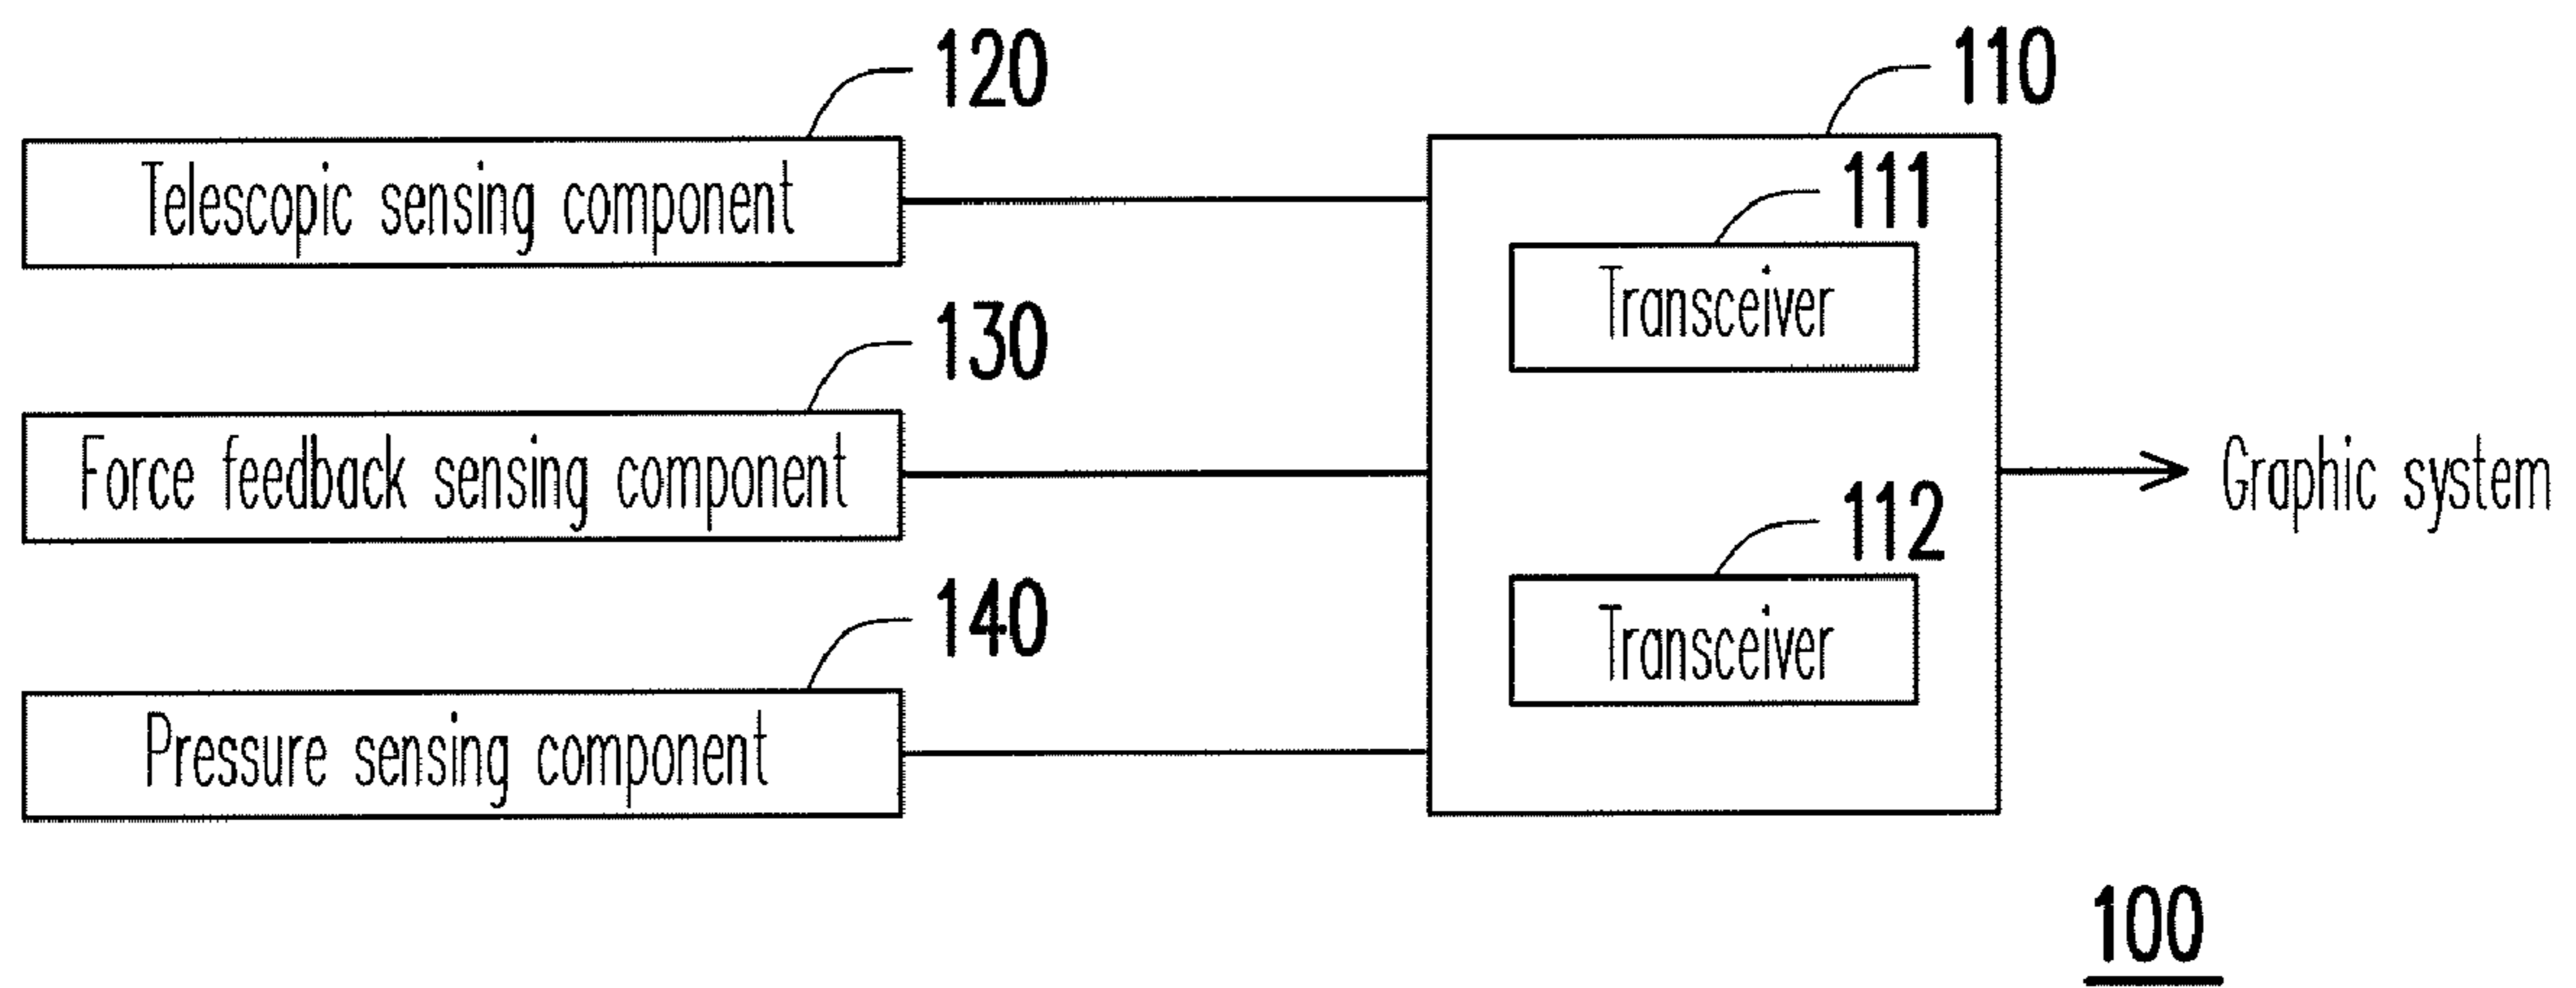 120
110
Telescopic sensing component
111
Transceiver
130
Force feedback sensing component
Graphic system
112
140
Transceiver
Pressure sensing component
100